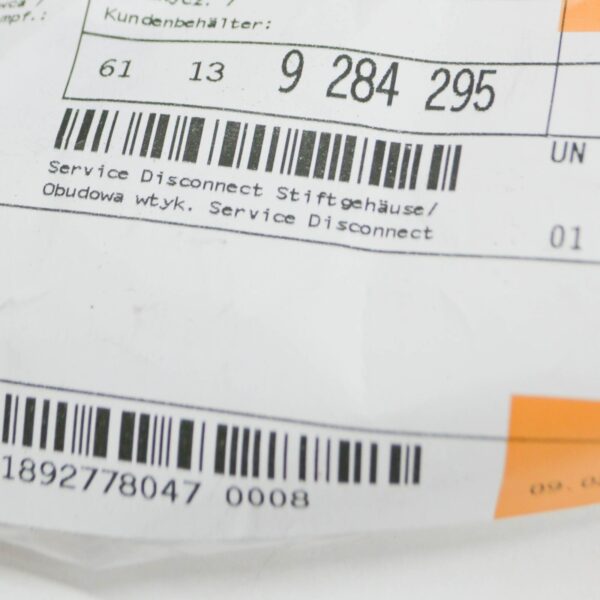 Kundenbehälter:
61 13 9 284 295
UN
Service Disconnect Stiftgehäuse/
Obudowa wtyk. Service Disconnect
01
1892778047 0008